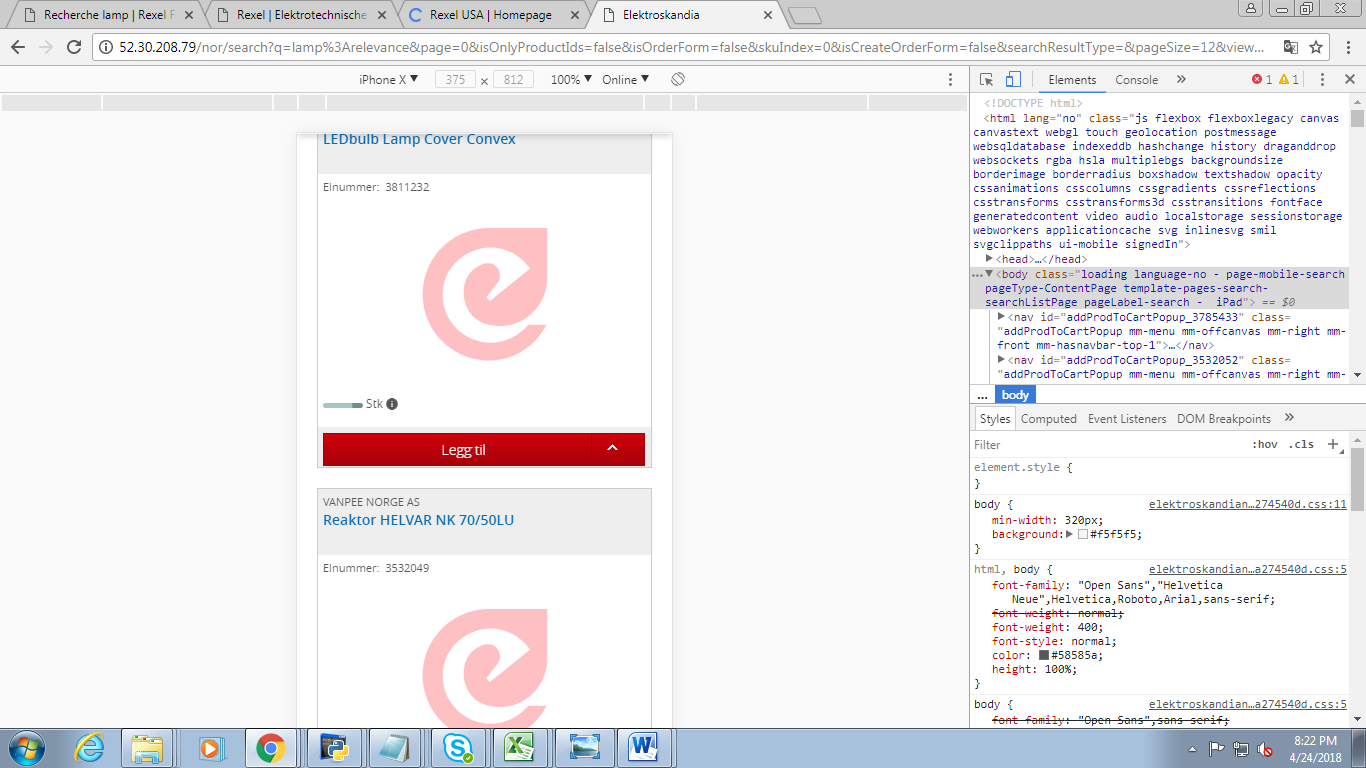 Recherche lamp | Rexel F
Rexel | Elektrotechnische
Rexel USA | Homepage
Elektroskandia
52.30.208.79/nor/search?q=lamp%3Arelevance&page=0&isOnlyProductIds=false&isOrderForm=false&skuIndex=0&isCreateOrderForm=false&searchResultType=&pageSize=12&view...
iPhone X ▼ 375 × 812 100% ▼ Online ▼
Elements Console » 1 1
<!DOCTYPE html>
<html lang="no" class="js flexbox flexboxlegacy canvas
canvastext webgl touch geolocation postmessage
websqldatabase indexeddb hashchange history draganddrop
websockets rgba hsla multiplebgs backgroundsize
borderimage borderradius boxshadow textshadow opacity
cssanimations csscolumns cssgradients cssreflections
csstransforms csstransforms3d csstransitions fontface
generatedcontent video audio localstorage sessionstorage
webworkers applicationcache svg inlinesvg smil
svgclippaths ui-mobile signedIn">
▶<head>…</head>
…▼<body class="loading language-no - page-mobile-search
pageType-ContentPage template-pages-search-
searchListPage pageLabel-search -  iPad"> == $0
▶<nav id="addProdToCartPopup_3785433" class=
"addProdToCartPopup mm-menu mm-offcanvas mm-right mm-
front mm-hasnavbar-top-1">…</nav>
▶<nav id="addProdToCartPopup_3532052" class=
"addProdToCartPopup mm-menu mm-offcanvas mm-right mm-
... body
Styles Computed Event Listeners DOM Breakpoints »
Filter :hov .cls +
element.style {
}
body { elektroskandian…274540d.css:11
min-width: 320px;
background:▶ #f5f5f5;
}
html, body { elektroskandian…a274540d.css:5
font-family: "Open Sans","Helvetica
Neue",Helvetica,Roboto,Arial,sans-serif;
font-weight: normal;
font-weight: 400;
font-style: normal;
color: #58585a;
height: 100%;
}
body { elektroskandian…a274540d.css:5
font-family: "Open Sans",sans-serif;
LEDbulb Lamp Cover Convex
Elnummer: 3811232
Stk
Legg til
VANPEE NORGE AS
Reaktor HELVAR NK 70/50LU
Elnummer: 3532049
8:22 PM
4/24/2018